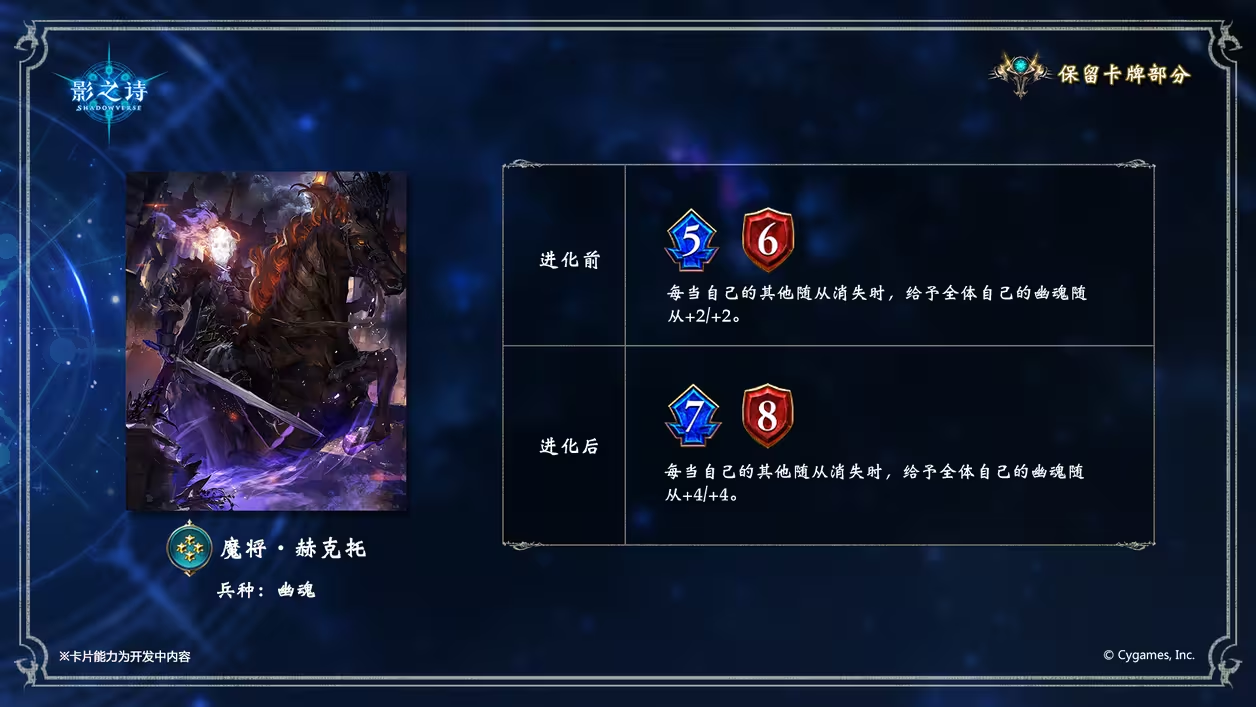 影之诗
SHADOWVERSE
保留卡牌部分
进化前
5 6
每当自己的其他随从消失时，给予全体自己的幽魂随
从+2/+2。
进化后
7 8
每当自己的其他随从消失时，给予全体自己的幽魂随
从+4/+4。
魔将·赫克托
兵种：幽魂
※卡片能力为开发中内容
© Cygames, Inc.